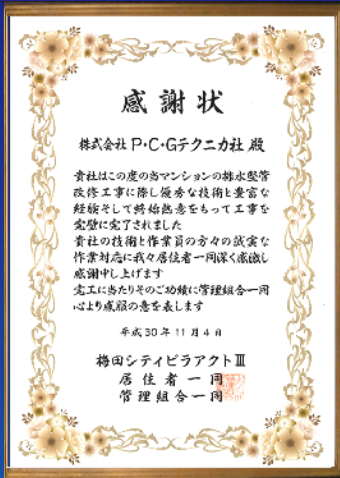 感謝状
株式会社 P・C・Gテクニカ社 殿
貴社はこの度の当マンションの排水竪管
改修工事に際し優秀な技術と豊富な
経験そして終始熱意をもって工事を
完璧に完了されました
貴社の技術と作業員の方々の誠実な
作業対応に我々居住者一同深く感激し
感謝申し上げます
完工に当たりそのご功績に管理組合一同
心より感服の意を表します
平成30年11月4日
梅田シティビラアクトⅢ
居住者一同
管理組合一同